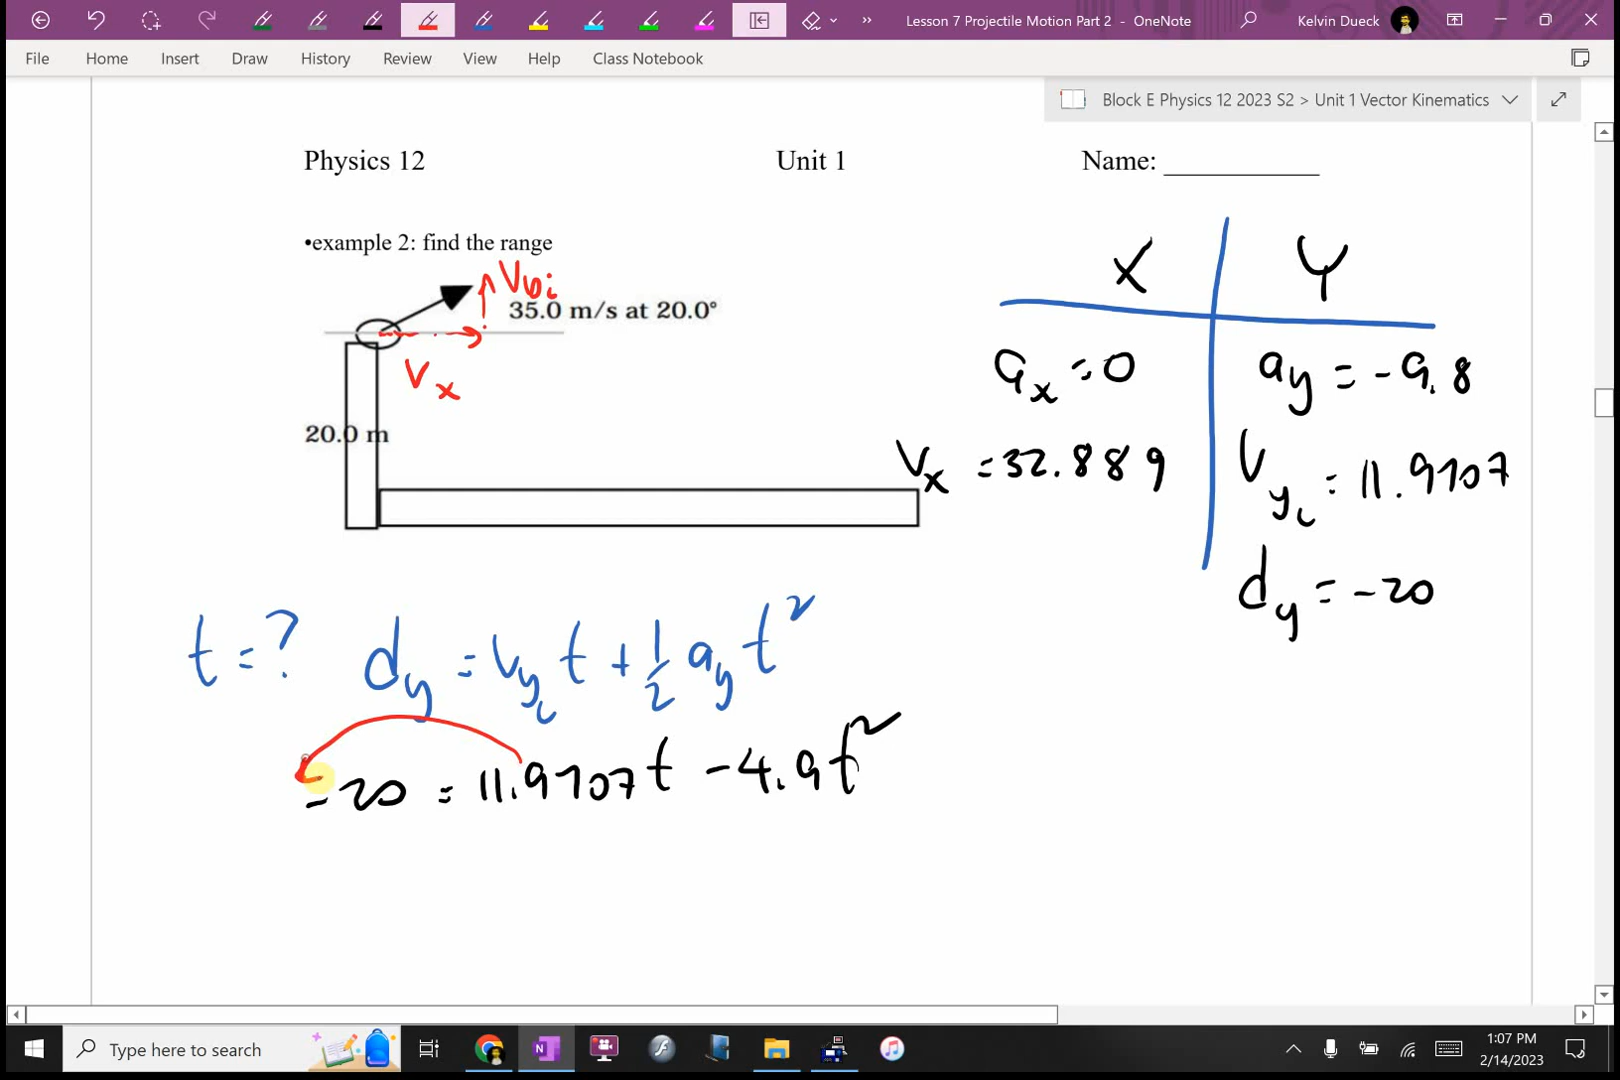 Lesson 7 Projectile Motion Part 2 - OneNote
Kelvin Dueck
File Home Insert Draw History Review View Help Class Notebook
Block E Physics 12 2023 S2 > Unit 1 Vector Kinematics
Physics 12 Unit 1 Name: ___________
•example 2: find the range
Vyi
35.0 m/s at 20.0°
Vx
20.0 m
X Y
ax = 0 ay = -9.8
Vx = 32.889 Vyi = 11.9707
dy = -20
t = ? dy = Vyi t + 1/2 ay t²
-20 = 11.9707t - 4.9t²
Type here to search
1:07 PM
2/14/2023